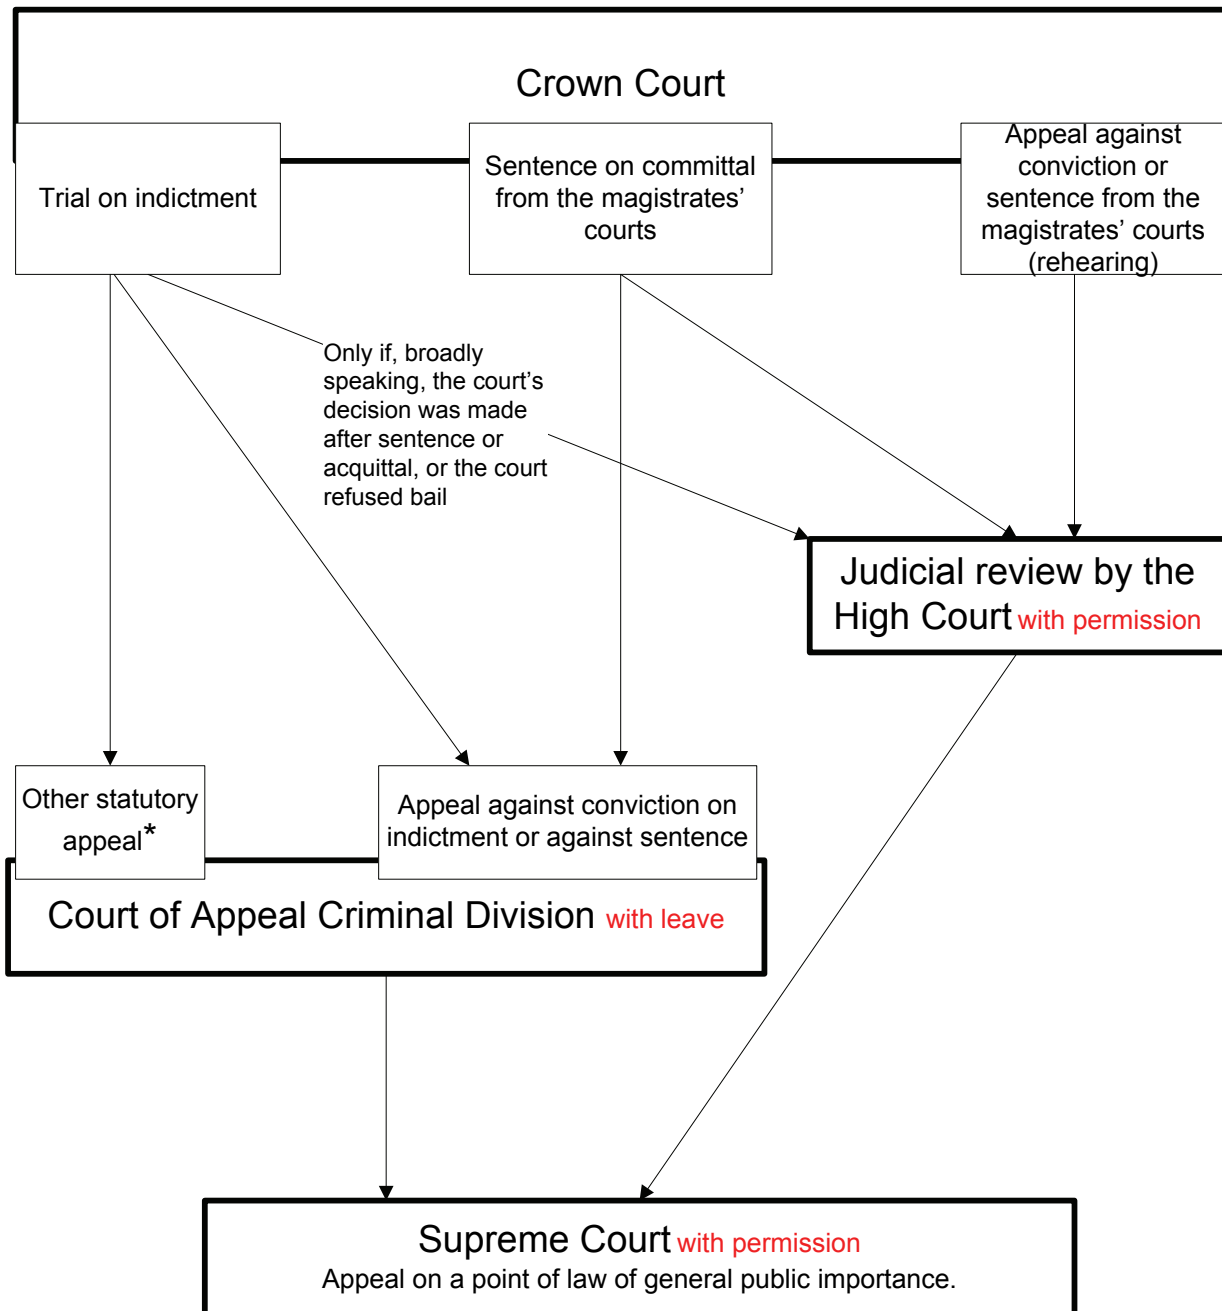 Crown Court
Trial on indictment
Sentence on committal
from the magistrates’
courts
Appeal against
conviction or
sentence from the
magistrates’ courts
(rehearing)
Only if, broadly
speaking, the court’s
decision was made
after sentence or
acquittal, or the court
refused bail
Judicial review by the
High Court with permission
Other statutory
appeal*
Appeal against conviction on
indictment or against sentence
Court of Appeal Criminal Division with leave
Supreme Court with permission
Appeal on a point of law of general public importance.